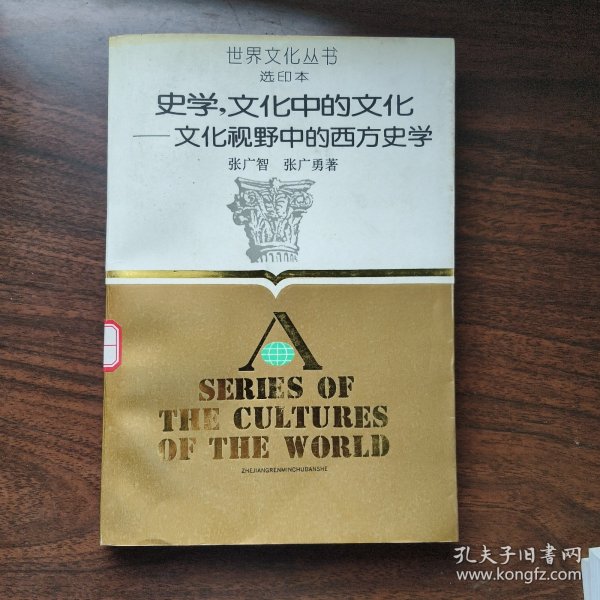 世界文化丛书
选印本
史学,文化中的文化
——文化视野中的西方史学
张广智 张广勇著
A
SERIES OF
THE CULTURES
OF THE WORLD
ZHEJIANGRENMINCHUBANSHE
孔夫子旧书网
www.kongfz.com